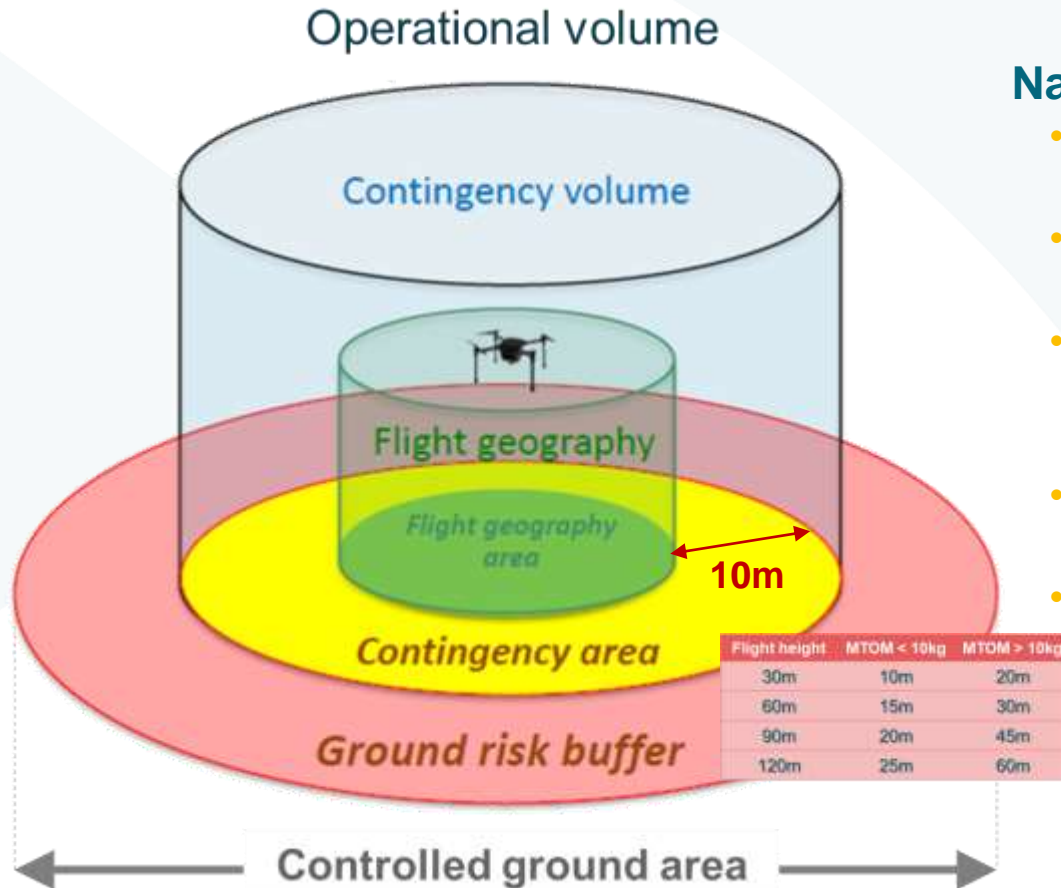 Operational volume
Na
•
•
•
•
•
Contingency volume
Flight geography
Flight geography
area
10m
Contingency area
Flight height MTOM < 10kg MTOM > 10kg
30m 10m 20m
60m 15m 30m
90m 20m 45m
120m 25m 60m
Ground risk buffer
Controlled ground area